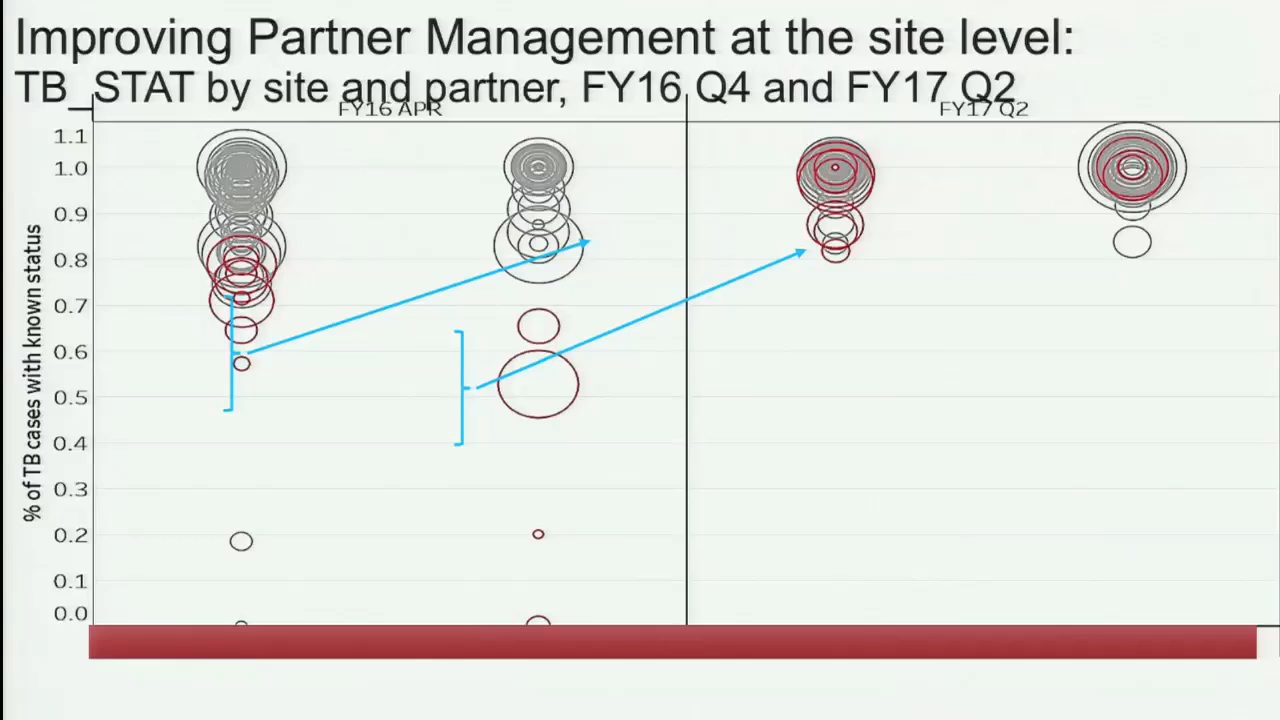 Improving Partner Management at the site level:
TB_STAT by site and partner, FY16 Q4 and FY17 Q2
FY16 APR
FY17 Q2
% of TB cases with known status
1.1
1.0
0.9
0.8
0.7
0.6
0.5
0.4
0.3
0.2
0.1
0.0